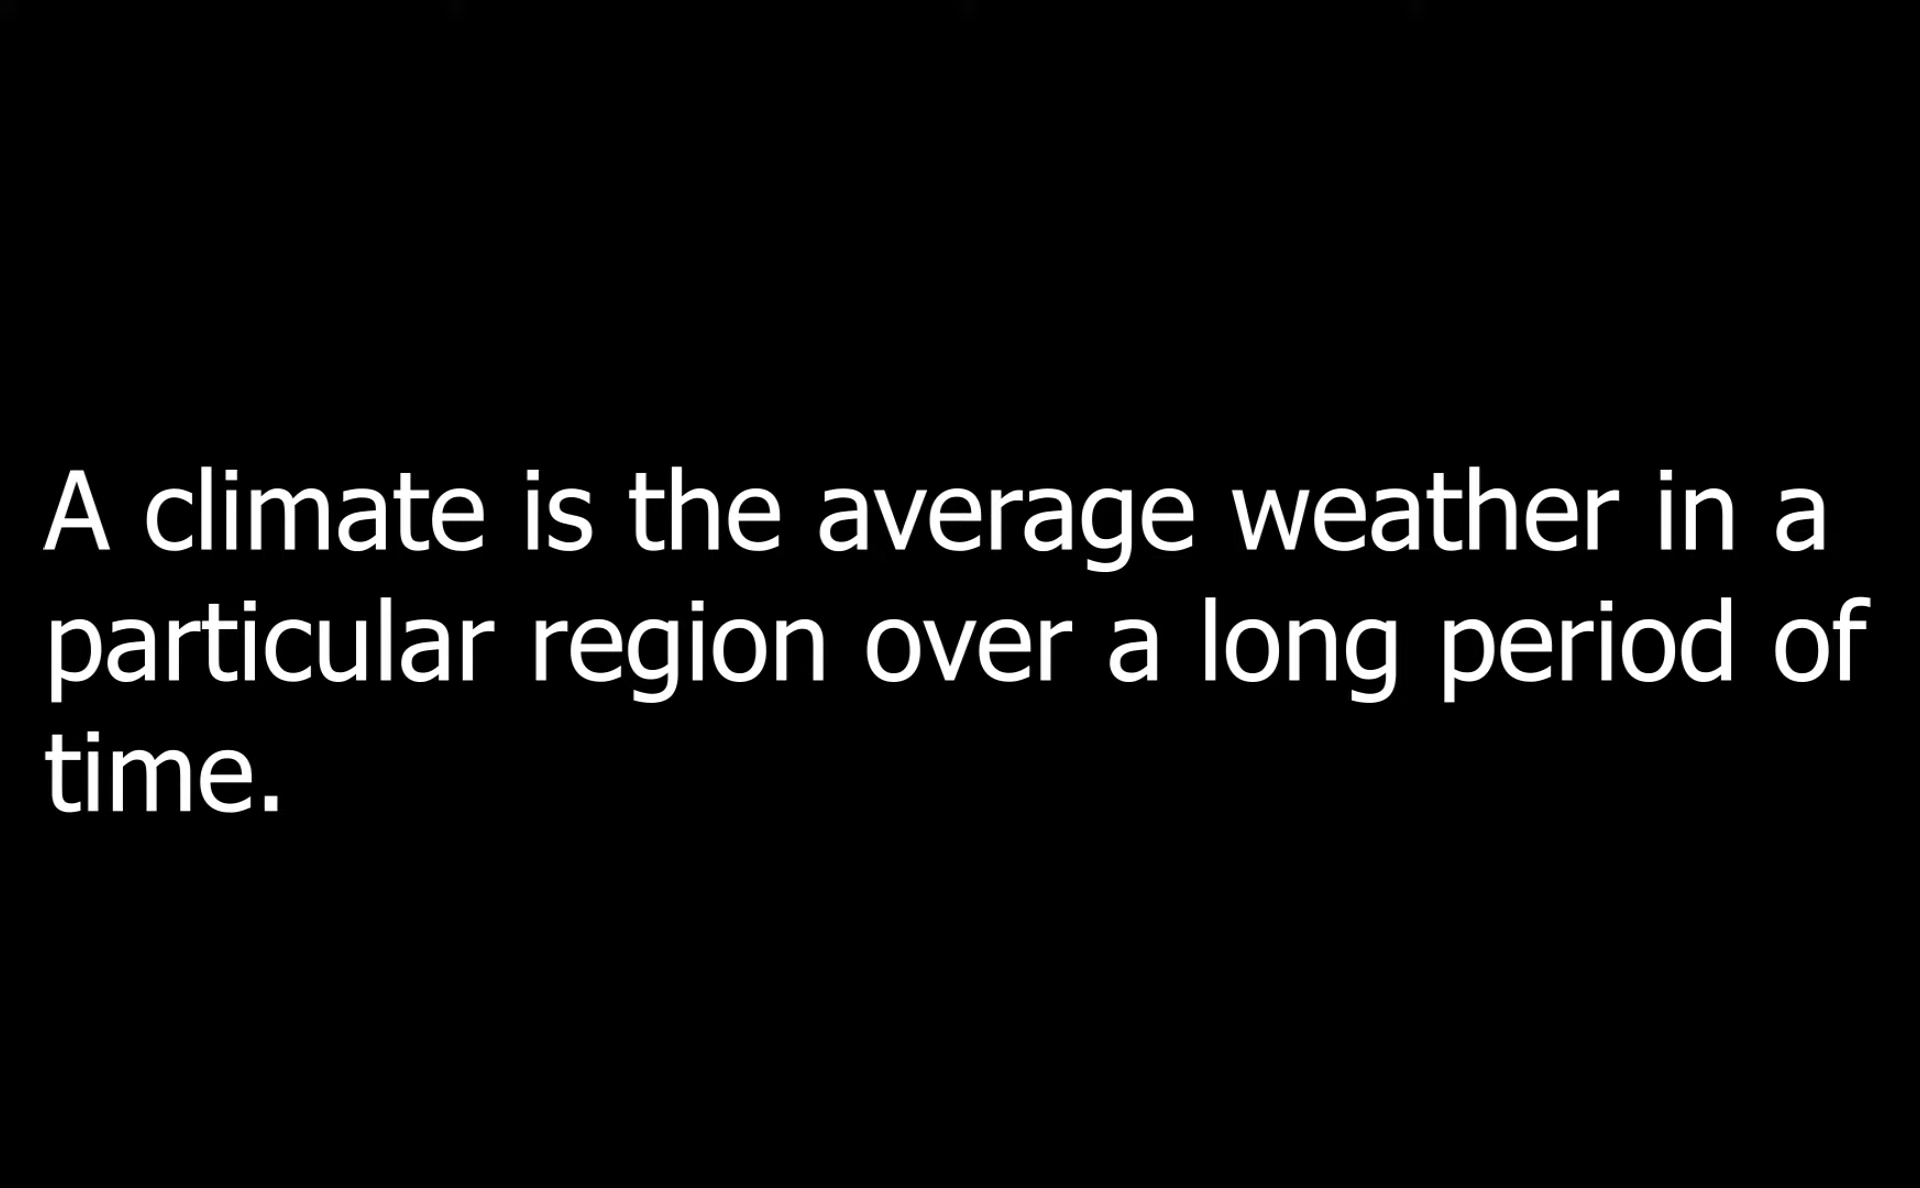 A climate is the average weather in a
particular region over a long period of
time.